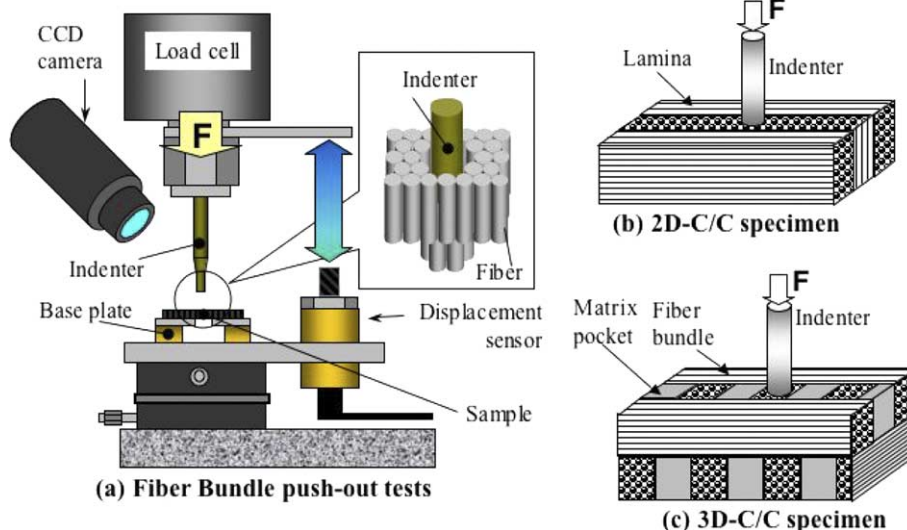 CCD
camera
Load cell
F
Indenter
Indenter
Fiber
Base plate
Displacement
sensor
Sample
(a) Fiber Bundle push-out tests
F
Lamina
Indenter
(b) 2D-C/C specimen
F
Matrix
pocket
Fiber
bundle
Indenter
(c) 3D-C/C specimen